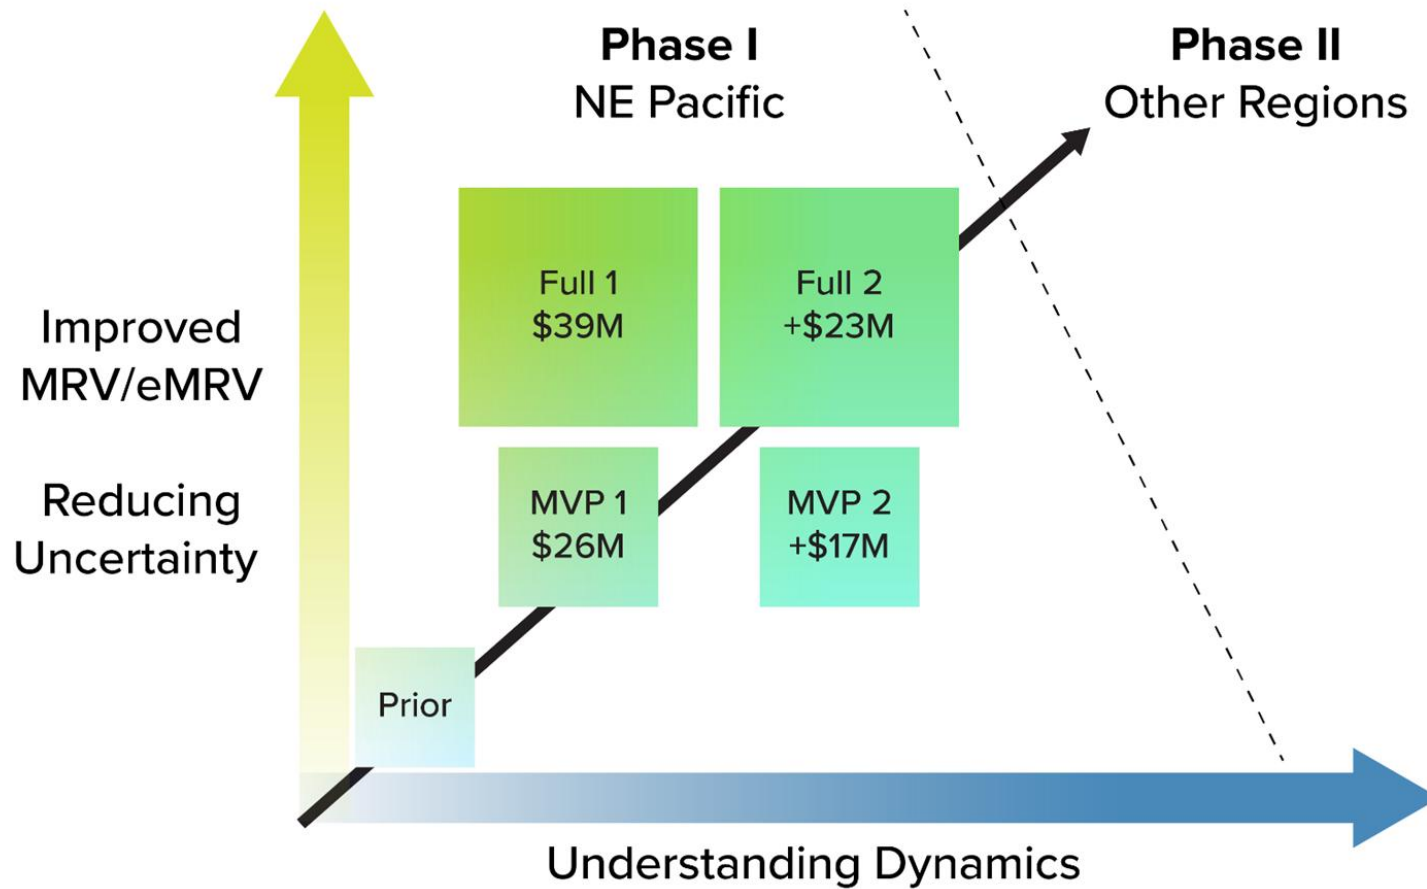 Phase I
NE Pacific
Phase II
Other Regions
Full 1
$39M
Full 2
+$23M
Improved
MRV/eMRV
Reducing
Uncertainty
MVP 1
$26M
MVP 2
+$17M
Prior
Understanding Dynamics